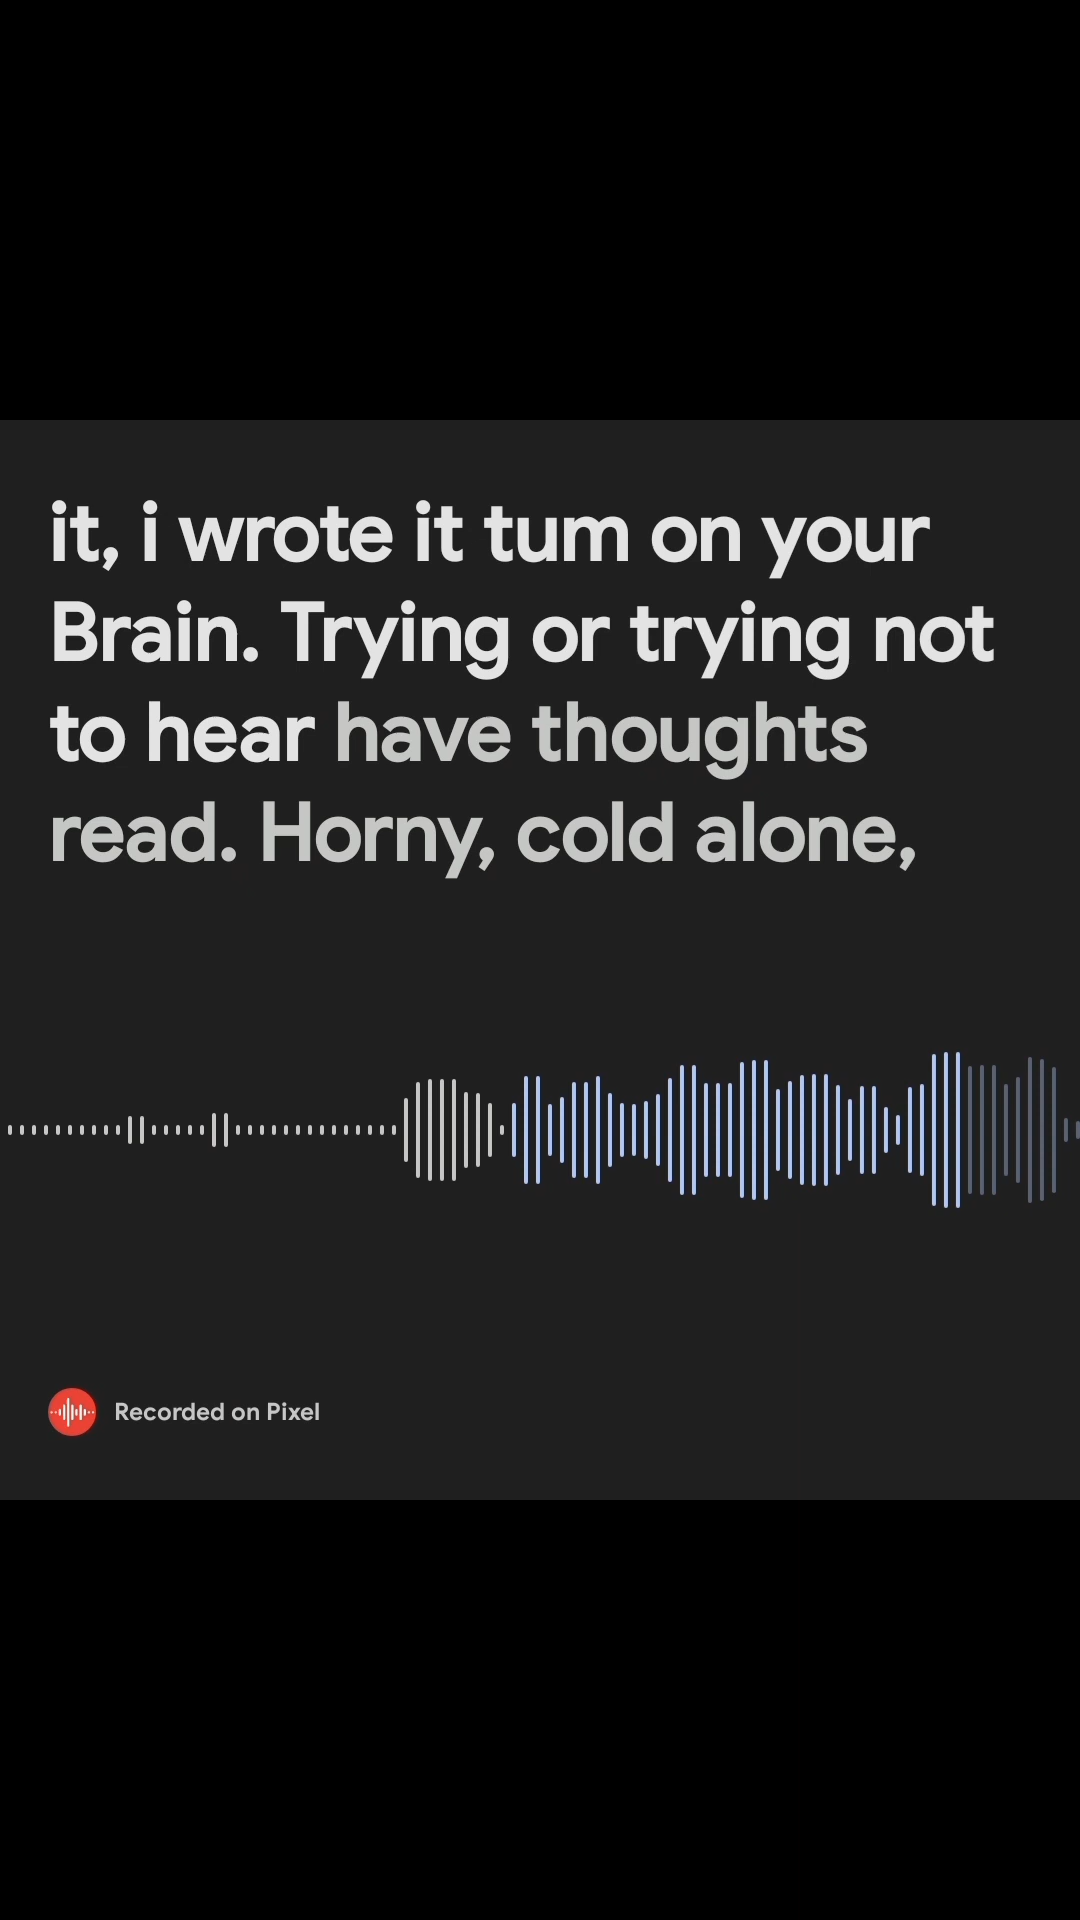 it, i wrote it tum on your
Brain. Trying or trying not
to hear have thoughts
read. Horny, cold alone,
Recorded on Pixel